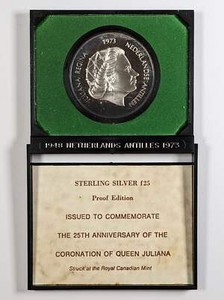 1973
JULIANA REGINA
NEDERLANDSE ANTILLEN
1948 NETHERLANDS ANTILLES 1973
STERLING SILVER f25
Proof Edition
ISSUED TO COMMEMORATE
THE 25TH ANNIVERSARY OF THE
CORONATION OF QUEEN JULIANA
Struck at the Royal Canadian Mint